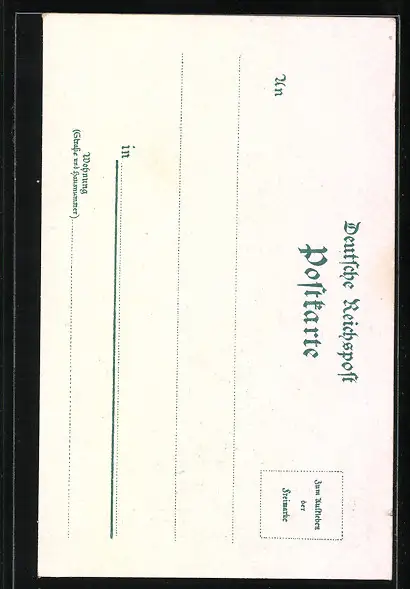 Deutsche Reichspost
Postkarte
Zum Aufkleben
der
Freimarke
An
in
Wohnung
(Straße und Hausnummer)